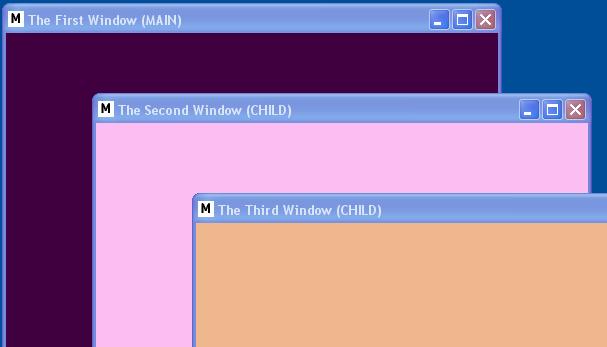 M The First Window (MAIN)
M The Second Window (CHILD)
M The Third Window (CHILD)